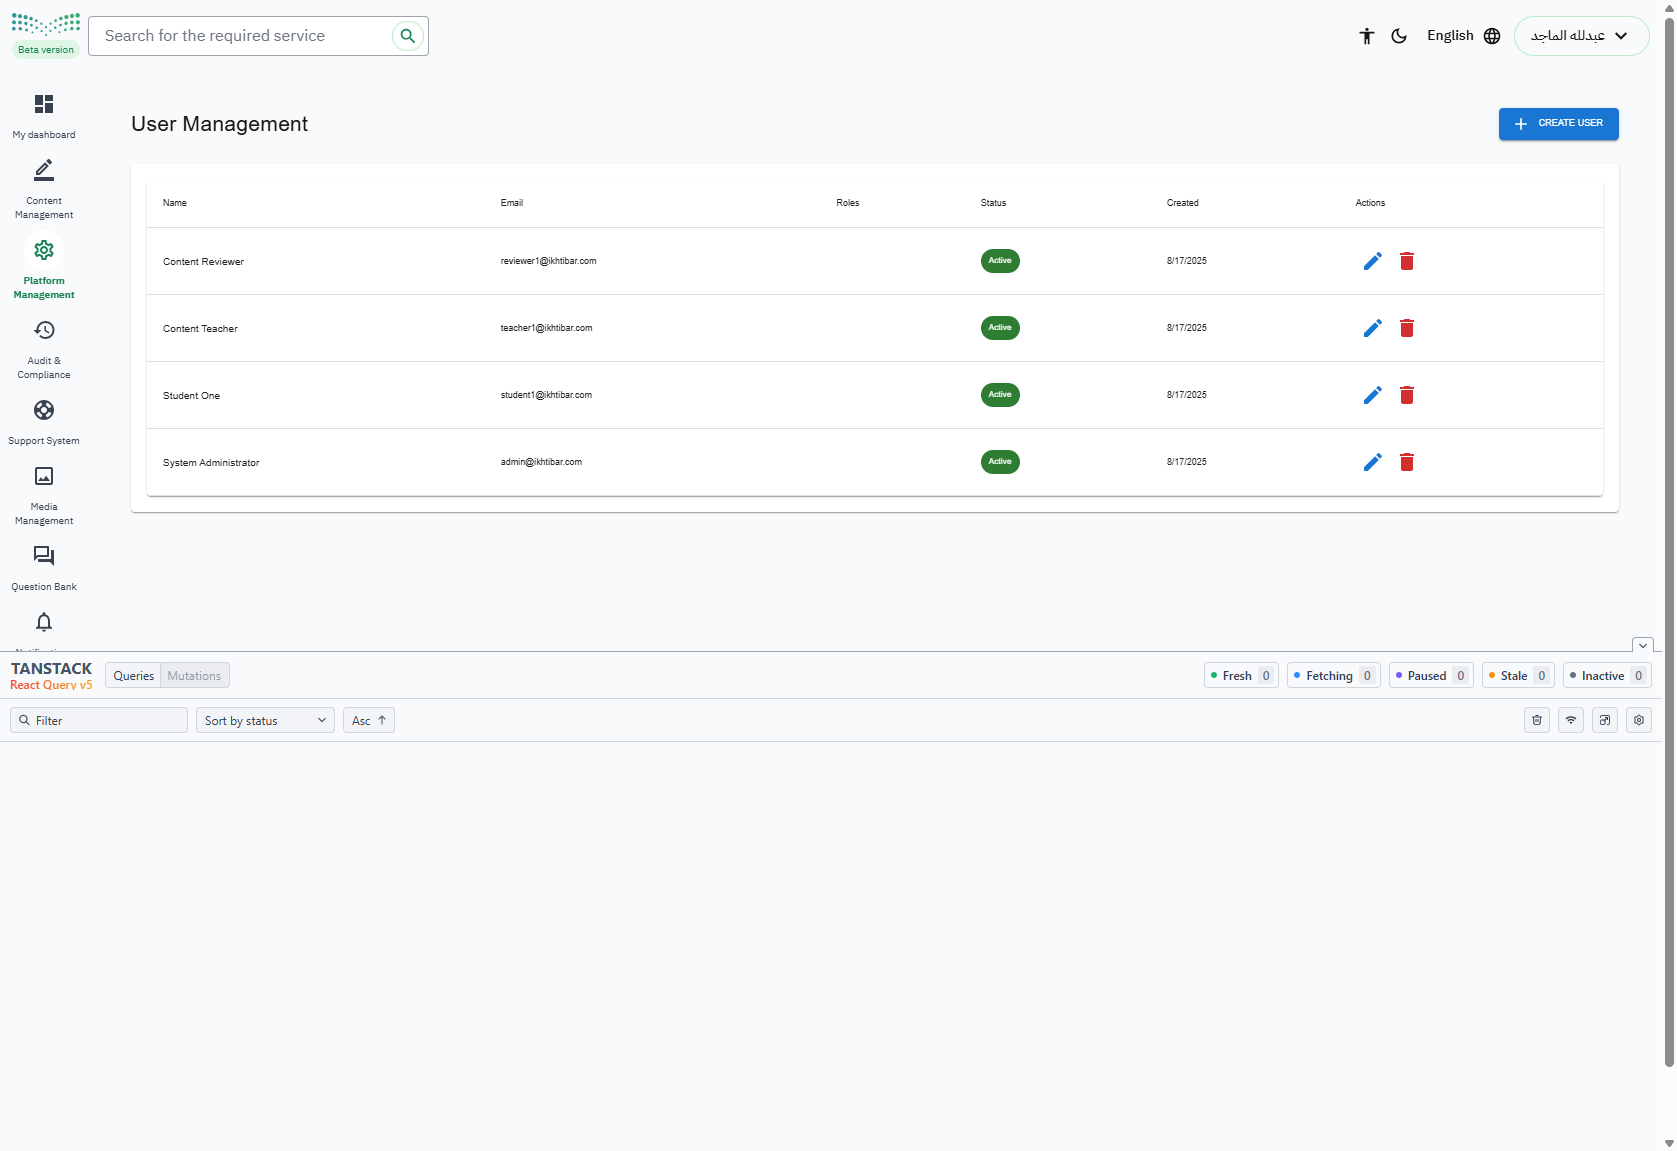 Beta version
Search for the required service
English
عبدلله الماجد
My dashboard
Content
Management
Platform
Management
Audit &
Compliance
Support System
Media
Management
Question Bank
User Management
CREATE USER
Name Email Roles Status Created Actions
Content Reviewer reviewer1@ikhtibar.com Active 8/17/2025
Content Teacher teacher1@ikhtibar.com Active 8/17/2025
Student One student1@ikhtibar.com Active 8/17/2025
System Administrator admin@ikhtibar.com Active 8/17/2025
TANSTACK
React Query v5
Queries Mutations
Fresh 0 Fetching 0 Paused 0 Stale 0 Inactive 0
Filter Sort by status Asc